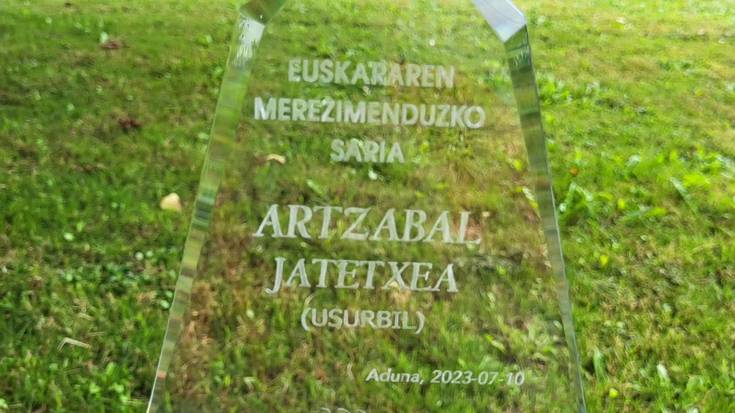 EUSKARAREN
MEREZIMENDUZKO
SARIA
ARTZABAL
JATETXEA
(USURBIL)
Aduna, 2023-07-10